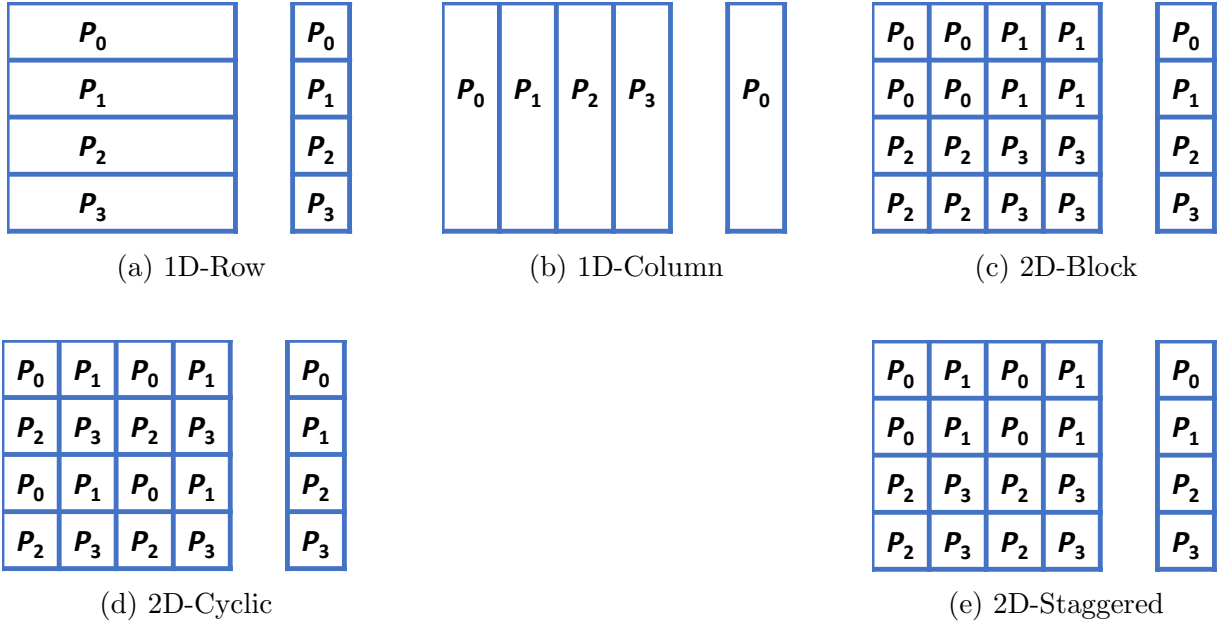 P₀ P₀
P₁ P₁
P₂ P₂
P₃ P₃
(a) 1D-Row
P₀ P₁ P₂ P₃ P₀
(b) 1D-Column
P₀ P₀ P₁ P₁ P₀
P₀ P₀ P₁ P₁ P₁
P₂ P₂ P₃ P₃ P₂
P₂ P₂ P₃ P₃ P₃
(c) 2D-Block
P₀ P₁ P₀ P₁ P₀
P₂ P₃ P₂ P₃ P₁
P₀ P₁ P₀ P₁ P₂
P₂ P₃ P₂ P₃ P₃
(d) 2D-Cyclic
P₀ P₁ P₀ P₁ P₀
P₀ P₁ P₀ P₁ P₁
P₂ P₃ P₂ P₃ P₂
P₂ P₃ P₂ P₃ P₃
(e) 2D-Staggered